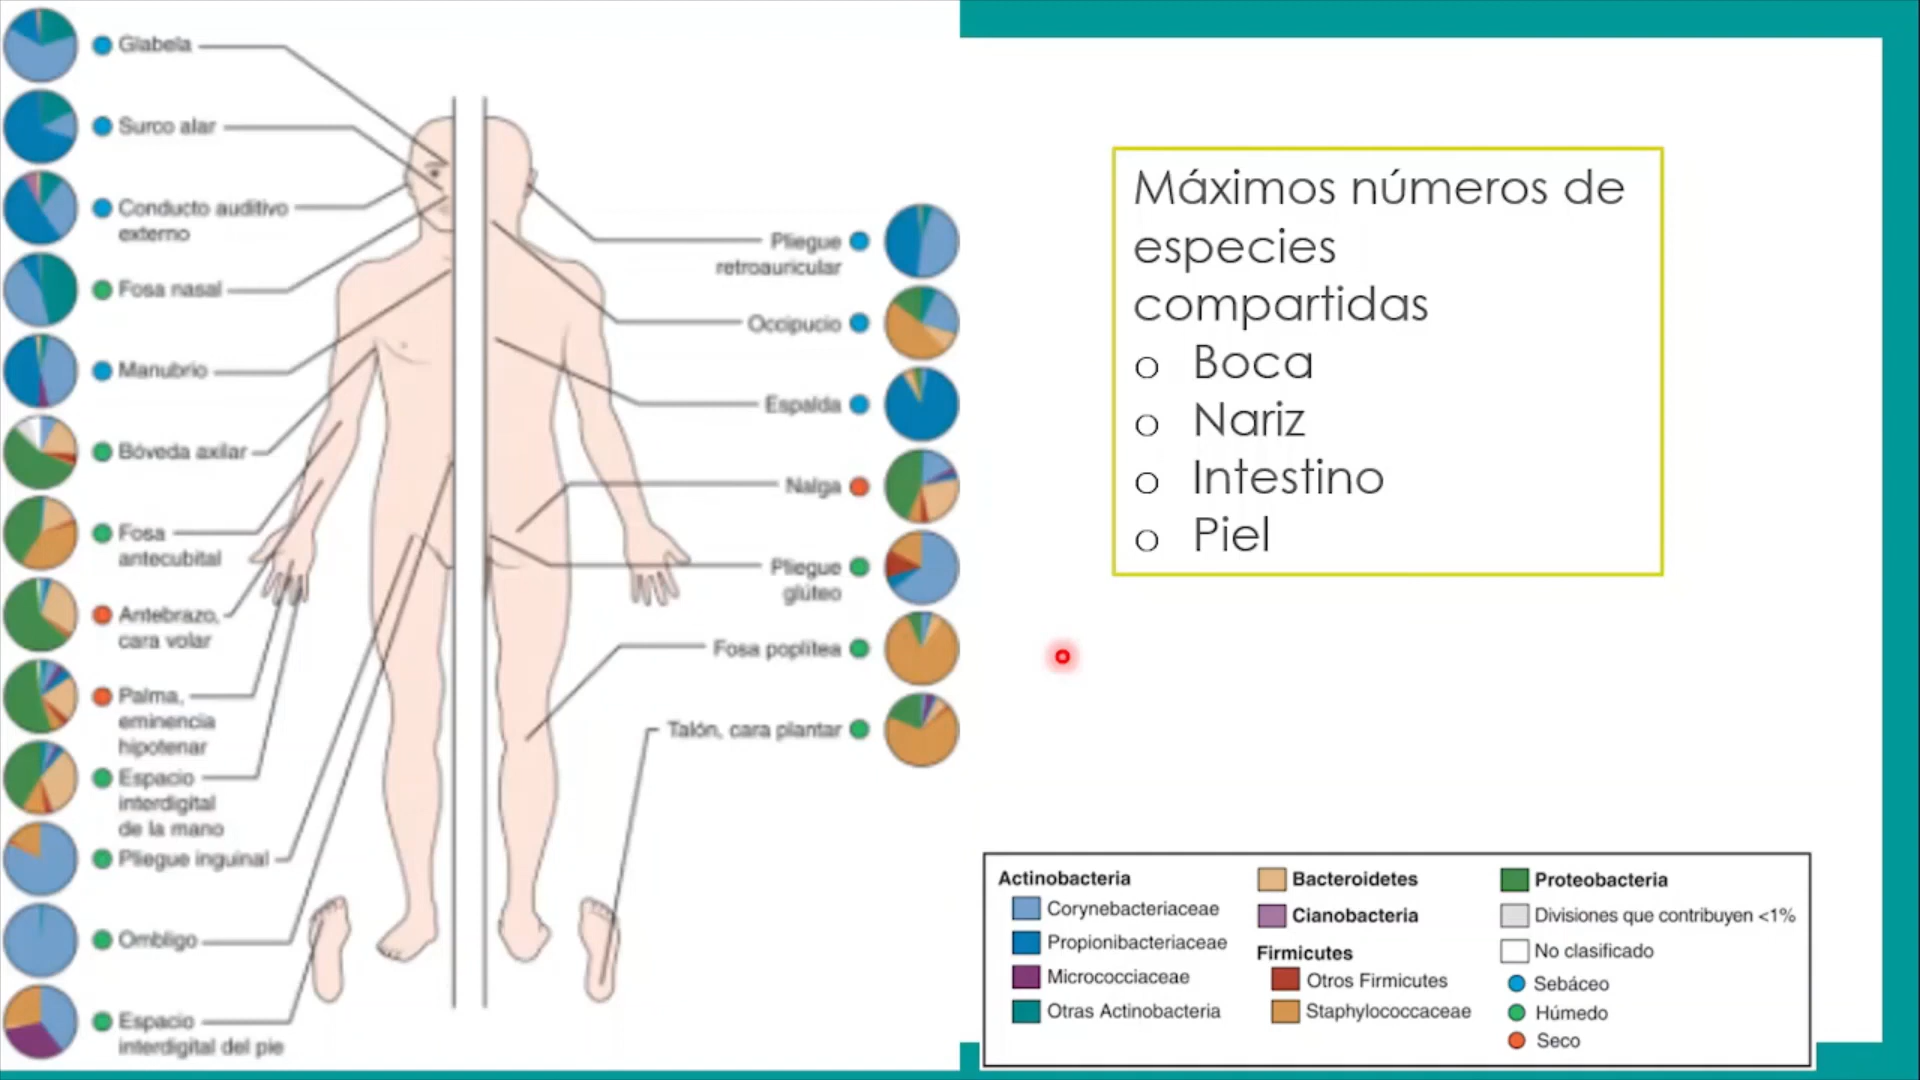 Glabela
Surco alar
Conducto auditivo
externo
Fosa nasal
Manubrio
Bóveda axilar
Fosa
antecubital
Antebrazo,
cara volar
Palma,
eminencia
hipotenar
Espacio
interdigital
de la mano
Pliegue inguinal
Ombligo
Espacio
interdigital del pie
Pliegue
retroauricular
Occipucio
Espalda
Nalga
Pliegue
glúteo
Fosa poplítea
Talón, cara plantar
Máximos números de
especies
compartidas
o Boca
o Nariz
o Intestino
o Piel
Actinobacteria
Corynebacteriaceae
Propionibacteriaceae
Micrococciaceae
Otras Actinobacteria
Bacteroidetes
Cianobacteria
Firmicutes
Otros Firmicutes
Staphylococcaceae
Proteobacteria
Divisiones que contribuyen <1%
No clasificado
Sebáceo
Húmedo
Seco